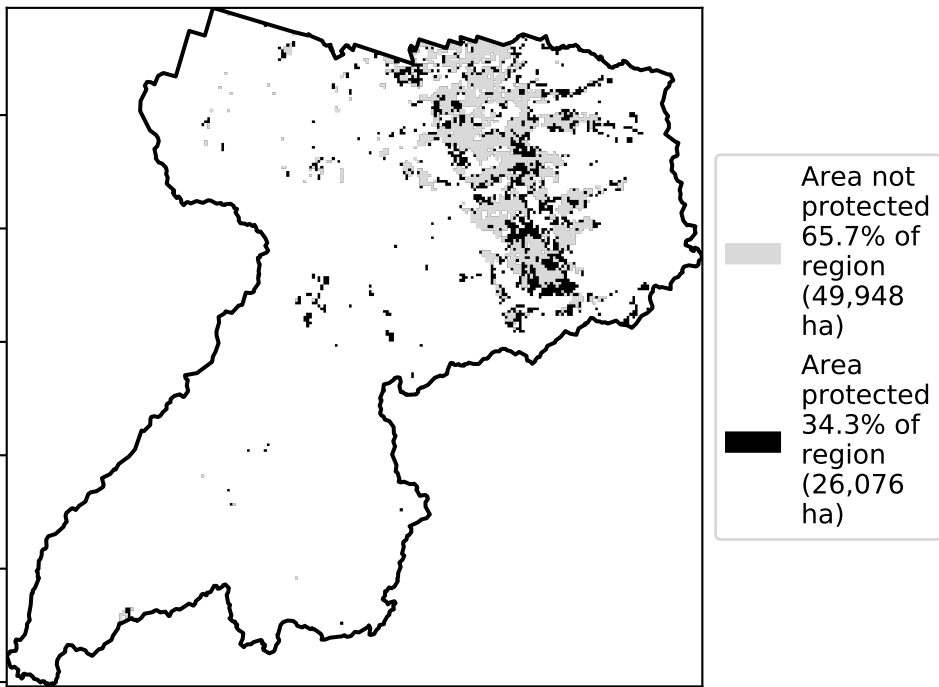 Area not
protected
65.7% of
region
(49,948
ha)
Area
protected
34.3% of
region
(26,076
ha)